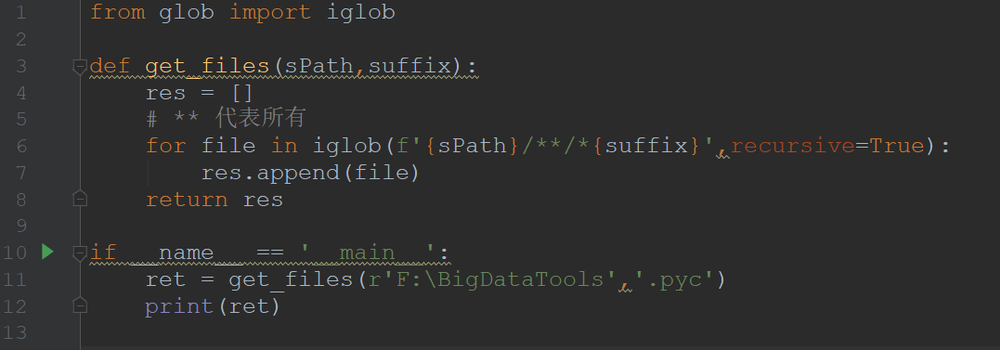 1 from glob import iglob
2
3 def get_files(sPath,suffix):
4     res = []
5     # ** 代表所有
6     for file in iglob(f'{sPath}/**/*{suffix}',recursive=True):
7         res.append(file)
8     return res
9
10 if __name__ == '__main__':
11     ret = get_files(r'F:\BigDataTools','.pyc')
12     print(ret)
13